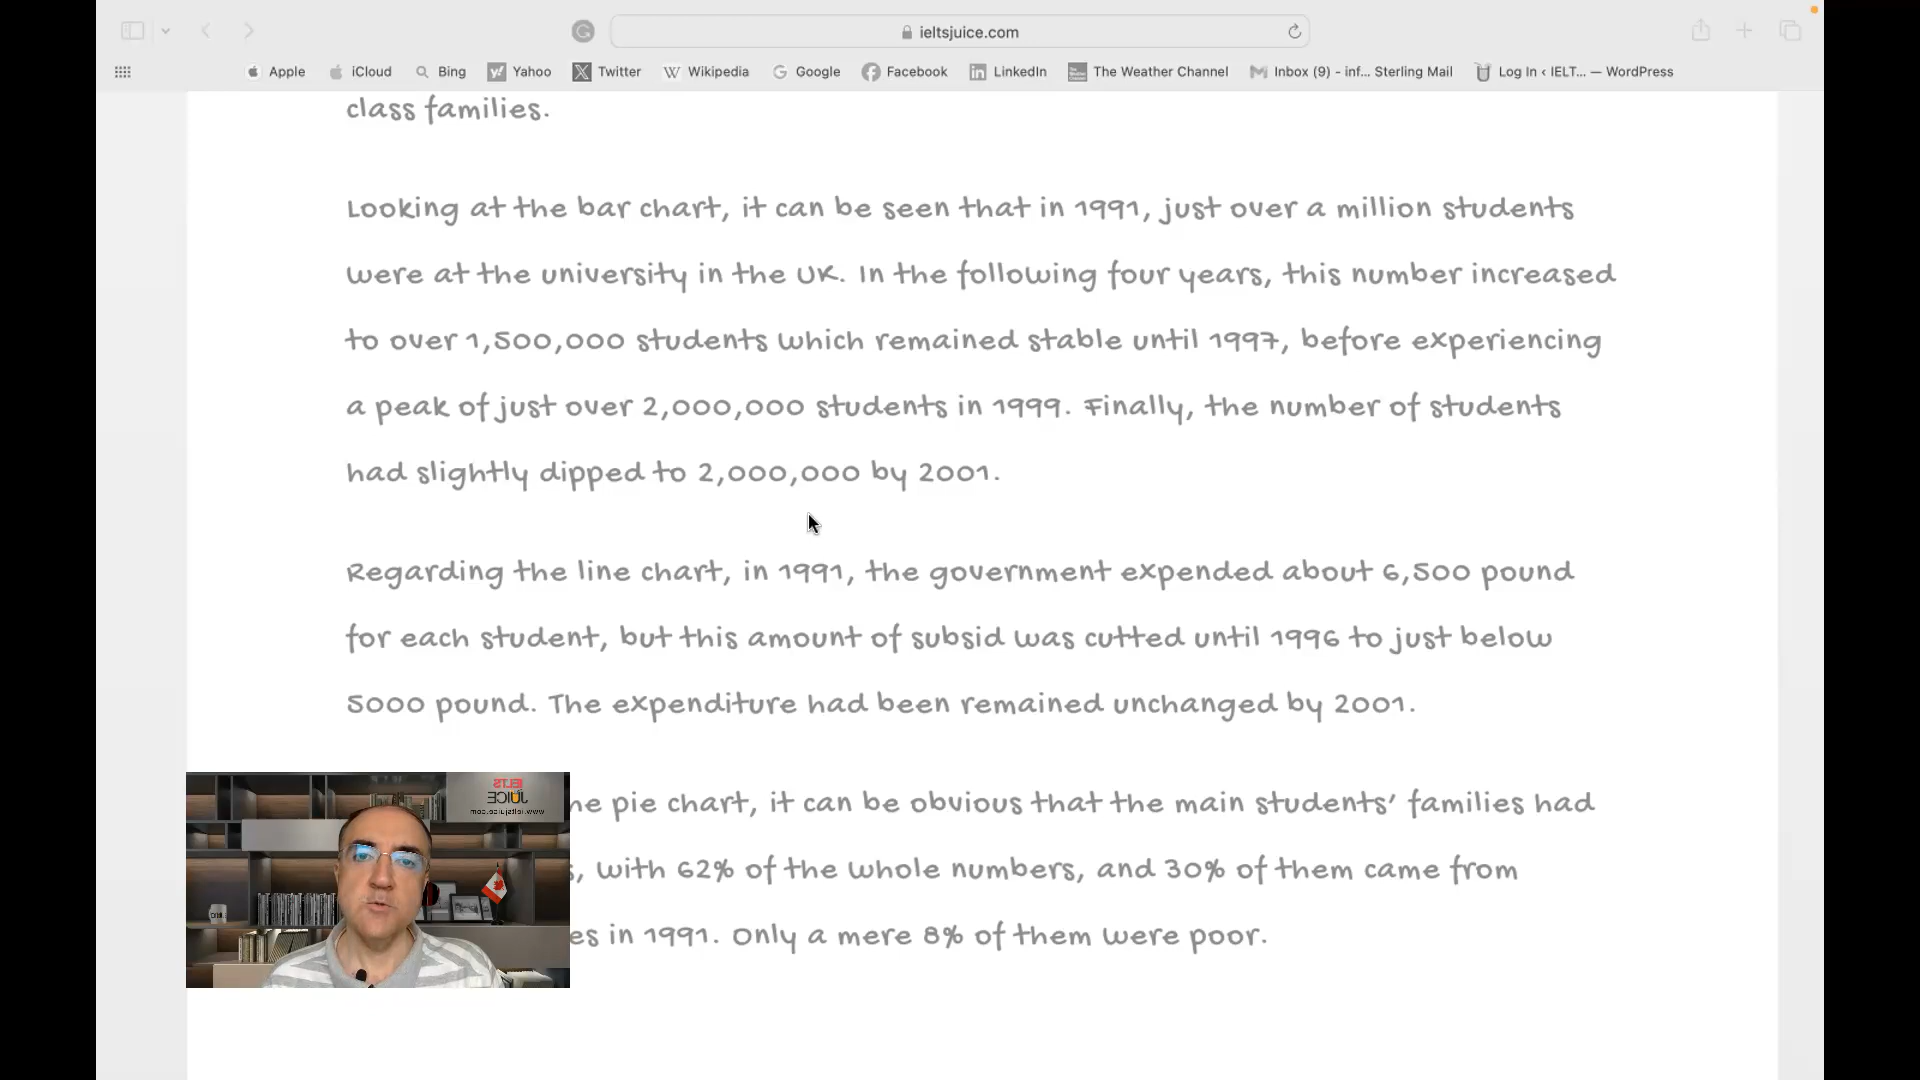 ieltsjuice.com
Apple iCloud Bing Yahoo Twitter Wikipedia Google Facebook LinkedIn The Weather Channel Inbox (9) - inf... Sterling Mail Log In ‹ IELT... — WordPress
class families.
Looking at the bar chart, it can be seen that in 1991, just over a million students
were at the university in the UK. In the following four years, this number increased
to over 1,500,000 students which remained stable until 1997, before experiencing
a peak of just over 2,000,000 students in 1999. Finally, the number of students
had slightly dipped to 2,000,000 by 2001.
Regarding the line chart, in 1991, the government expended about 6,500 pound
for each student, but this amount of subsid was cutted until 1996 to just below
5000 pound. The expenditure had been remained unchanged by 2001.
he pie chart, it can be obvious that the main students' families had
s, with 62% of the whole numbers, and 30% of them came from
es in 1991. Only a mere 8% of them were poor.
IELTS
JUICE
www.ieltsjuice.com